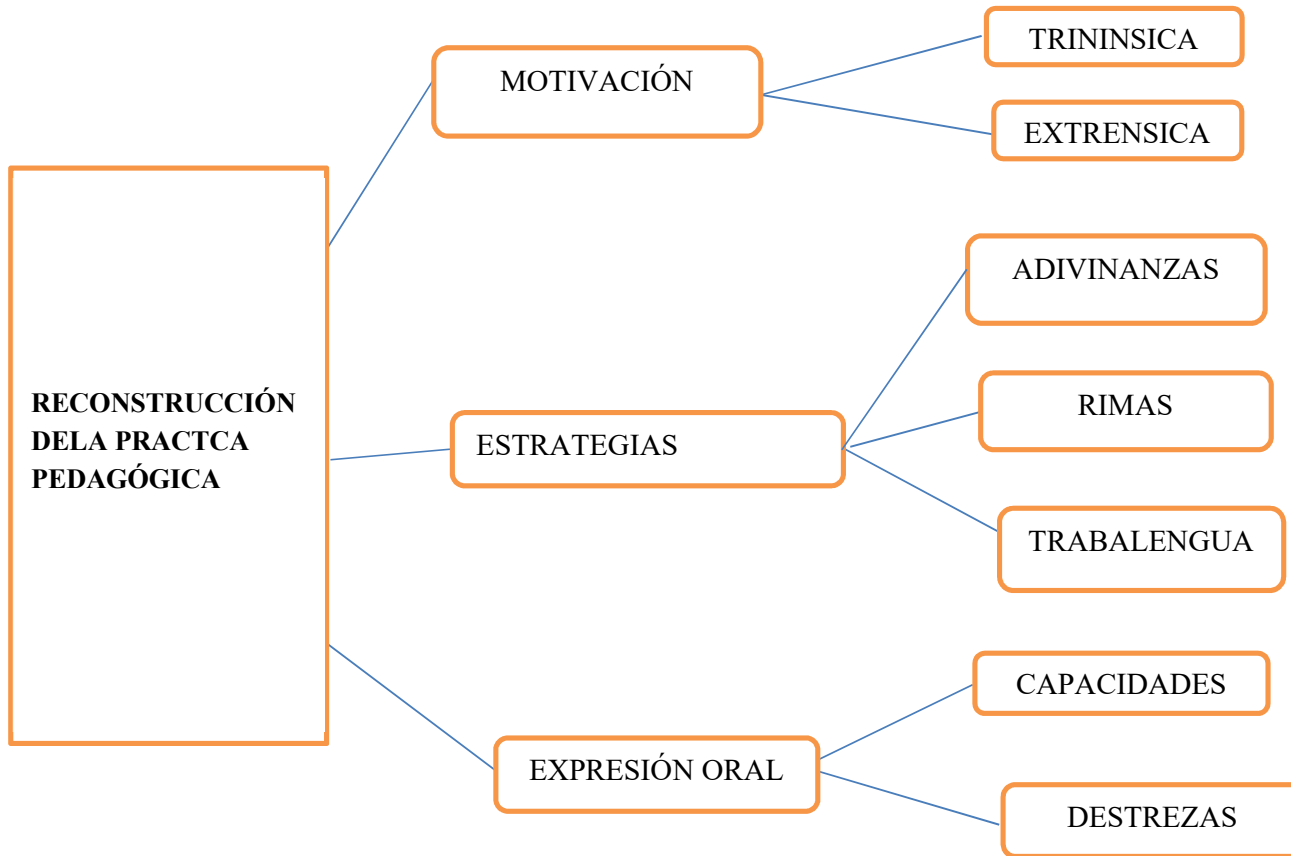 MOTIVACIÓN
TRININSICA
EXTRENSICA
RECONSTRUCCIÓN
DELA PRACTCA
PEDAGÓGICA
ESTRATEGIAS
ADIVINANZAS
RIMAS
TRABALENGUA
EXPRESIÓN ORAL
CAPACIDADES
DESTREZAS